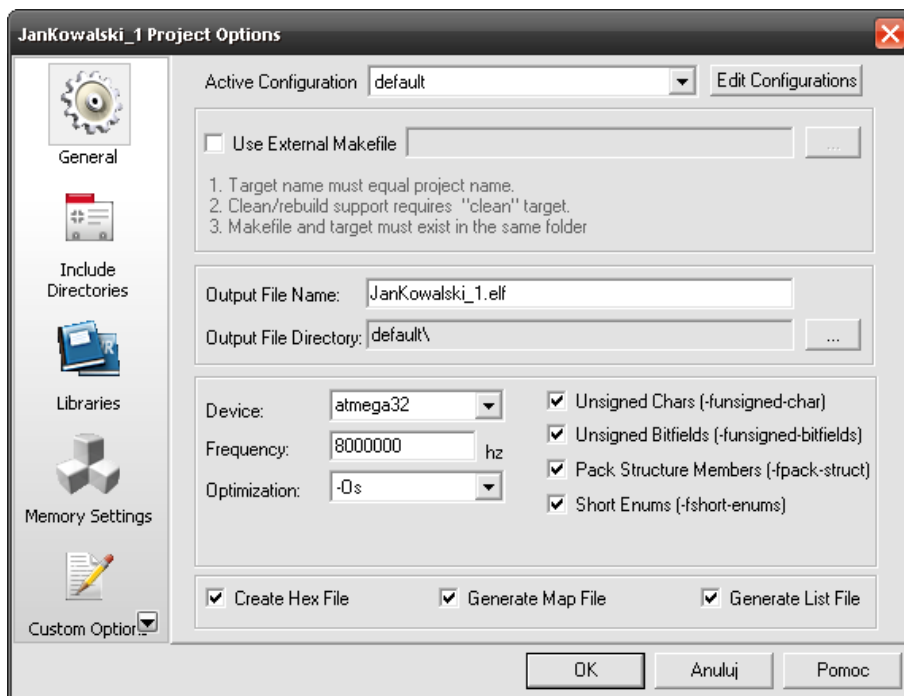 JanKowalski_1 Project Options
General
Include
Directories
Libraries
Memory Settings
Custom Option
Active Configuration default Edit Configurations
Use External Makefile ...
1. Target name must equal project name.
2. Clean/rebuild support requires "clean" target.
3. Makefile and target must exist in the same folder
Output File Name: JanKowalski_1.elf
Output File Directory: default\ ...
Device: atmega32
Frequency: 8000000 hz
Optimization: -Os
Unsigned Chars (-funsigned-char)
Unsigned Bitfields (-funsigned-bitfields)
Pack Structure Members (-fpack-struct)
Short Enums (-fshort-enums)
Create Hex File Generate Map File Generate List File
OK Anuluj Pomoc